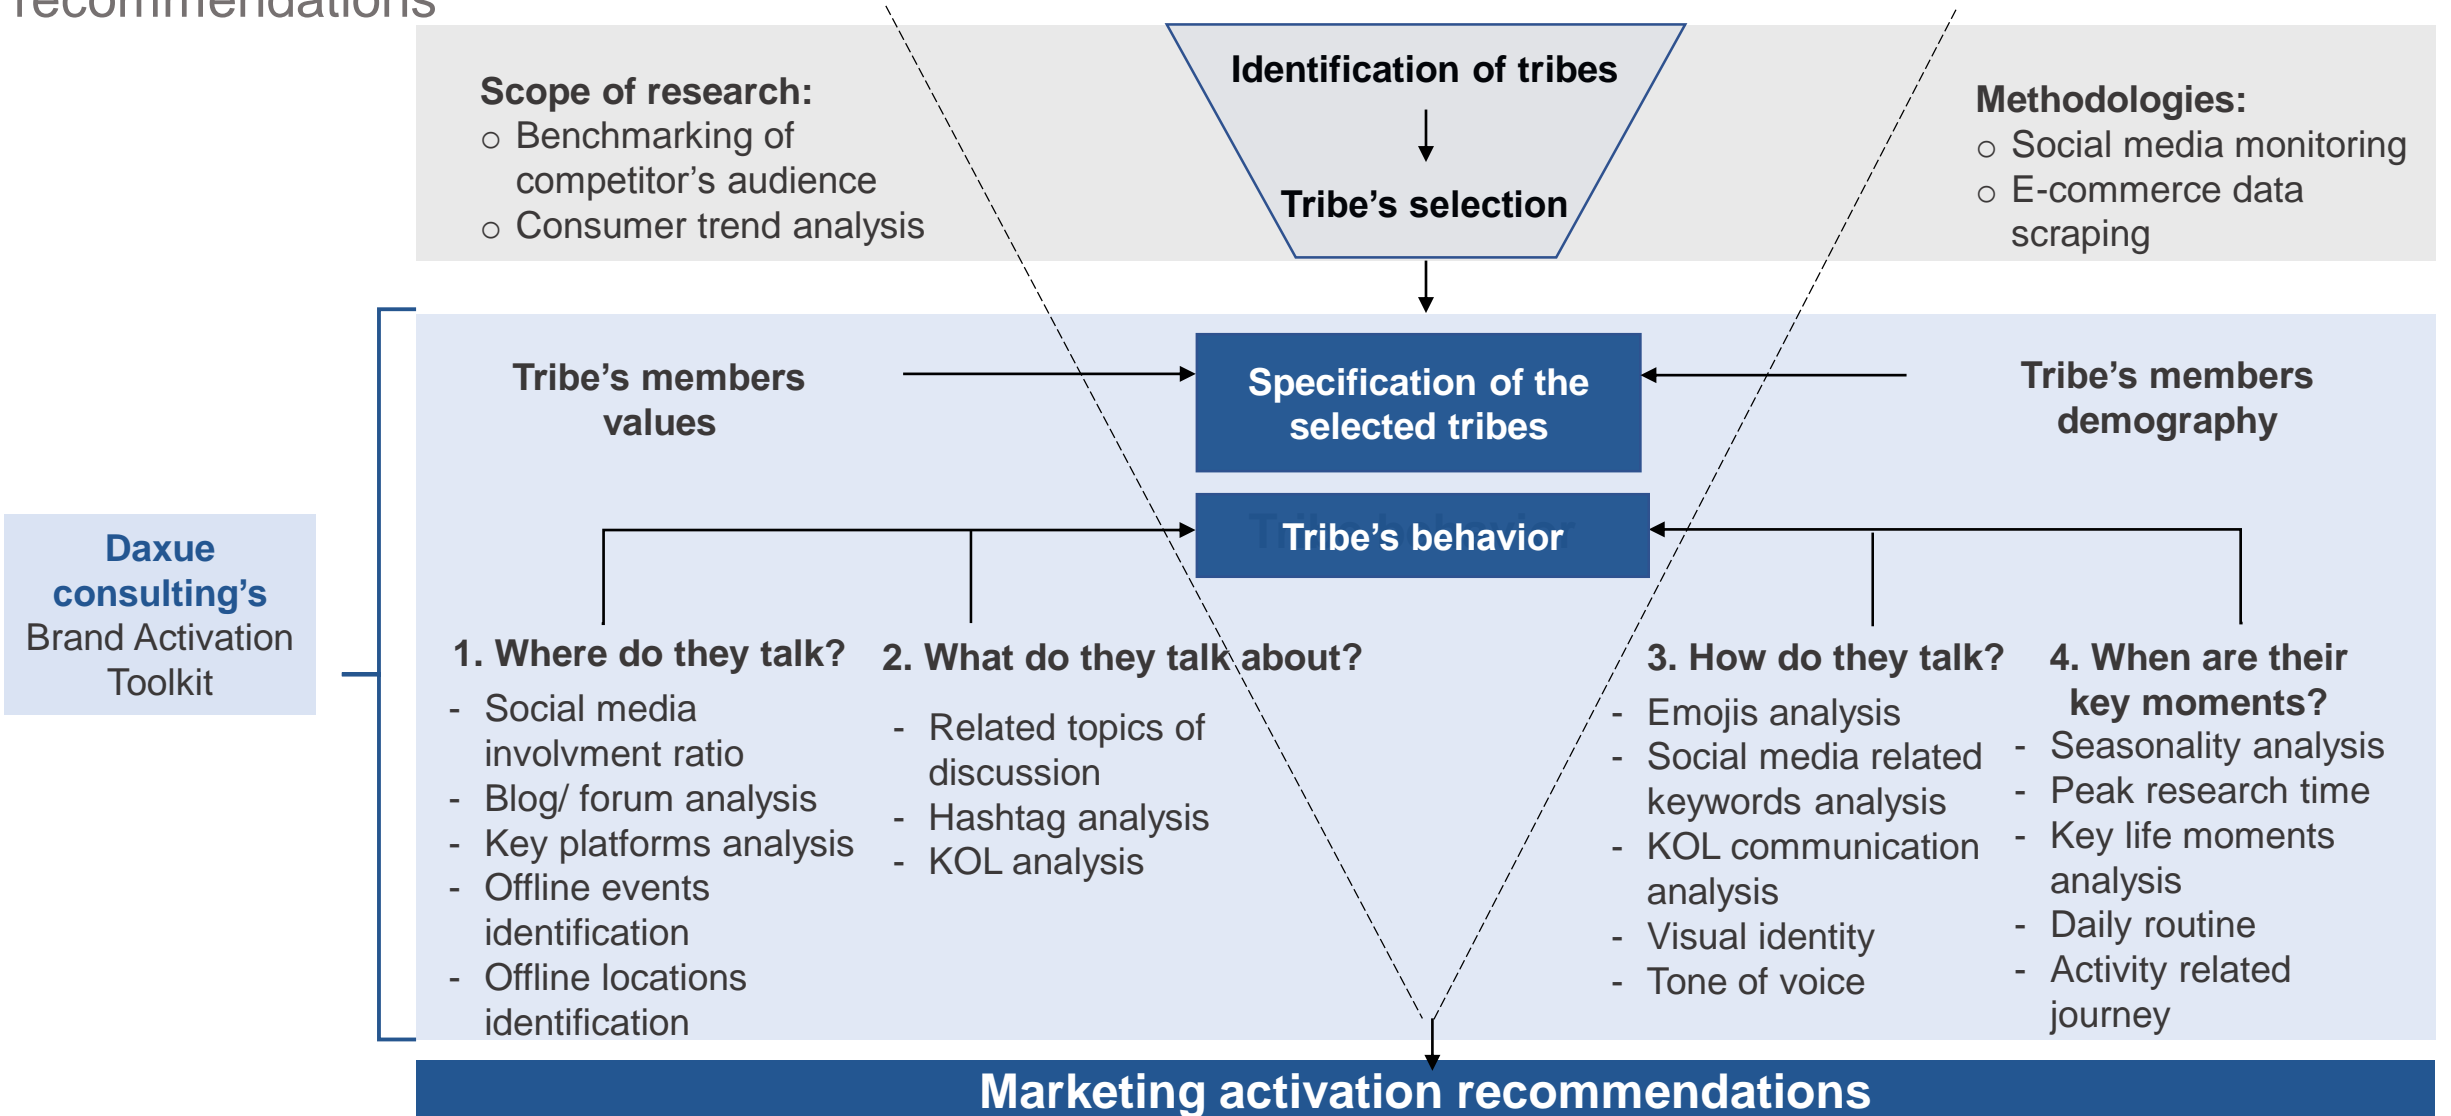 recommendations
Scope of research:
o Benchmarking of
competitor’s audience
o Consumer trend analysis
Identification of tribes
Tribe’s selection
Methodologies:
o Social media monitoring
o E-commerce data
scraping
Tribe’s members
values
Specification of the
selected tribes
Tribe’s members
demography
Tribe’s behavior
Daxue
consulting’s
Brand Activation
Toolkit
1. Where do they talk?
- Social media
involvment ratio
- Blog/ forum analysis
- Key platforms analysis
- Offline events
identification
- Offline locations
identification
2. What do they talk about?
- Related topics of
discussion
- Hashtag analysis
- KOL analysis
3. How do they talk?
- Emojis analysis
- Social media related
keywords analysis
- KOL communication
analysis
- Visual identity
- Tone of voice
4. When are their
key moments?
- Seasonality analysis
- Peak research time
- Key life moments
analysis
- Daily routine
- Activity related
journey
Marketing activation recommendations